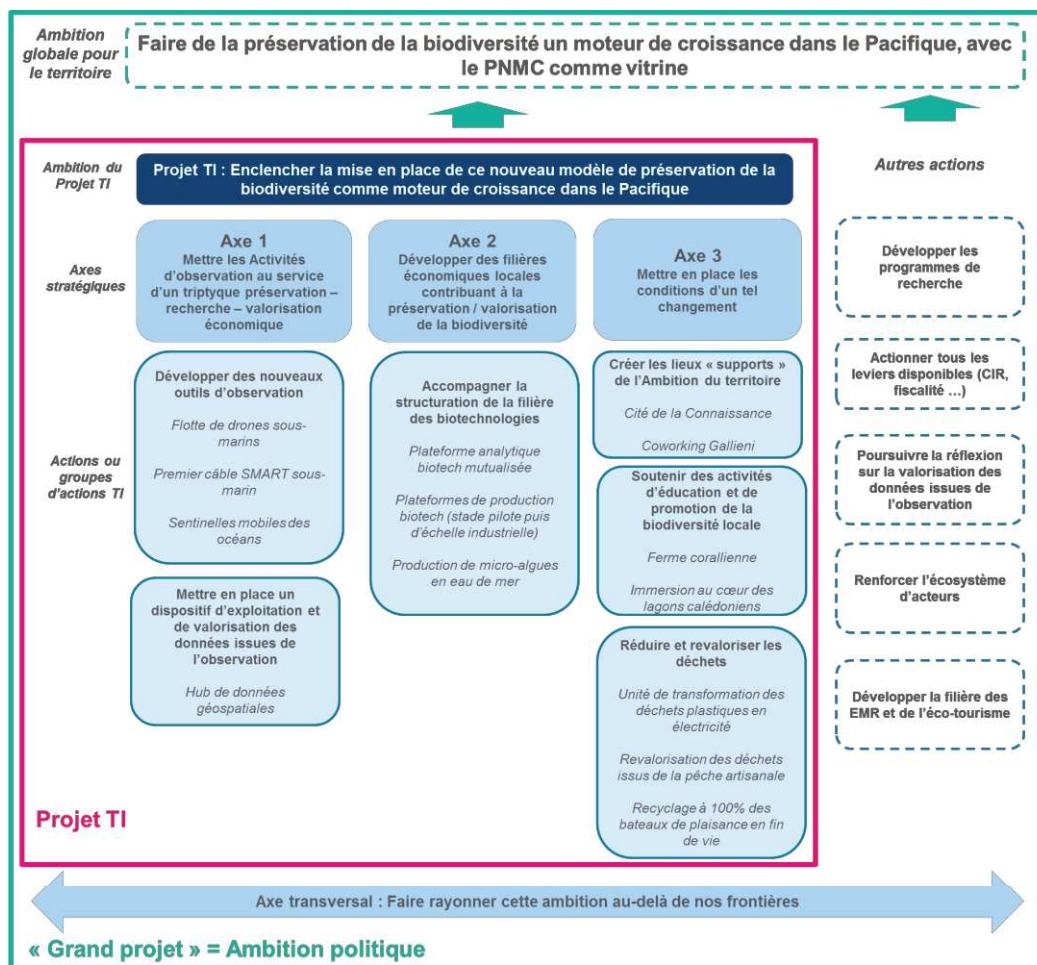 Ambition
globale pour
le territoire
Faire de la préservation de la biodiversité un moteur de croissance dans le Pacifique, avec
le PNMC comme vitrine
Ambition du
Projet TI
Projet TI : Enclencher la mise en place de ce nouveau modèle de préservation de la
biodiversité comme moteur de croissance dans le Pacifique
Axes
stratégiques
Axe 1
Mettre les Activités
d'observation au service
d'un triptyque préservation –
recherche – valorisation
économique
Axe 2
Développer des filières
économiques locales
contribuant à la
préservation / valorisation
de la biodiversité
Axe 3
Mettre en place les
conditions d'un tel
changement
Actions ou
groupes
d'actions TI
Développer des nouveaux
outils d'observation
Flotte de drones sous-
marins
Premier câble SMART sous-
marin
Sentinelles mobiles des
océans
Mettre en place un
dispositif d'exploitation et
de valorisation des
données issues de
l'observation
Hub de données
géospatiales
Accompagner la
structuration de la filière
des biotechnologies
Plateforme analytique
biotech mutualisée
Plateformes de production
biotech (stade pilote puis
d'échelle industrielle)
Production de micro-algues
en eau de mer
Créer les lieux « supports »
de l'Ambition du territoire
Cité de la Connaissance
Coworking Gallieni
Soutenir des activités
d'éducation et de
promotion de la
biodiversité locale
Ferme corallienne
Immersion au cœur des
lagons calédoniens
Réduire et revaloriser les
déchets
Unité de transformation des
déchets plastiques en
électricité
Revalorisation des déchets
issus de la pêche artisanale
Recyclage à 100% des
bateaux de plaisance en fin
de vie
Projet TI
Autres actions
Développer les
programmes de
recherche
Actionner tous les
leviers disponibles (CIR,
fiscalité …)
Poursuivre la réflexion
sur la valorisation des
données issues de
l'observation
Renforcer l'écosystème
d'acteurs
Développer la filière des
EMR et de l'éco-tourisme
Axe transversal : Faire rayonner cette ambition au-delà de nos frontières
« Grand projet » = Ambition politique